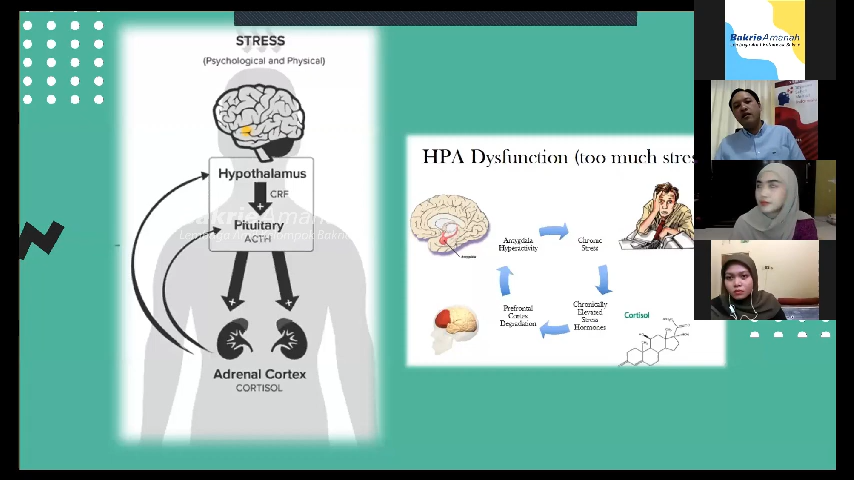 STRESS
(Psychological and Physical)
Hypothalamus
CRF
+
Pituitary
ACTH
+
+
Adrenal Cortex
CORTISOL
BakrieAmanah
HPA Dysfunction (too much stres
Amygdala
Hyperactivity
Chronic
Stress
Chronically
Elevated
Stress
Hormones
Prefrontal
Cortex
Degradation
Cortisol
BakrieAmanah